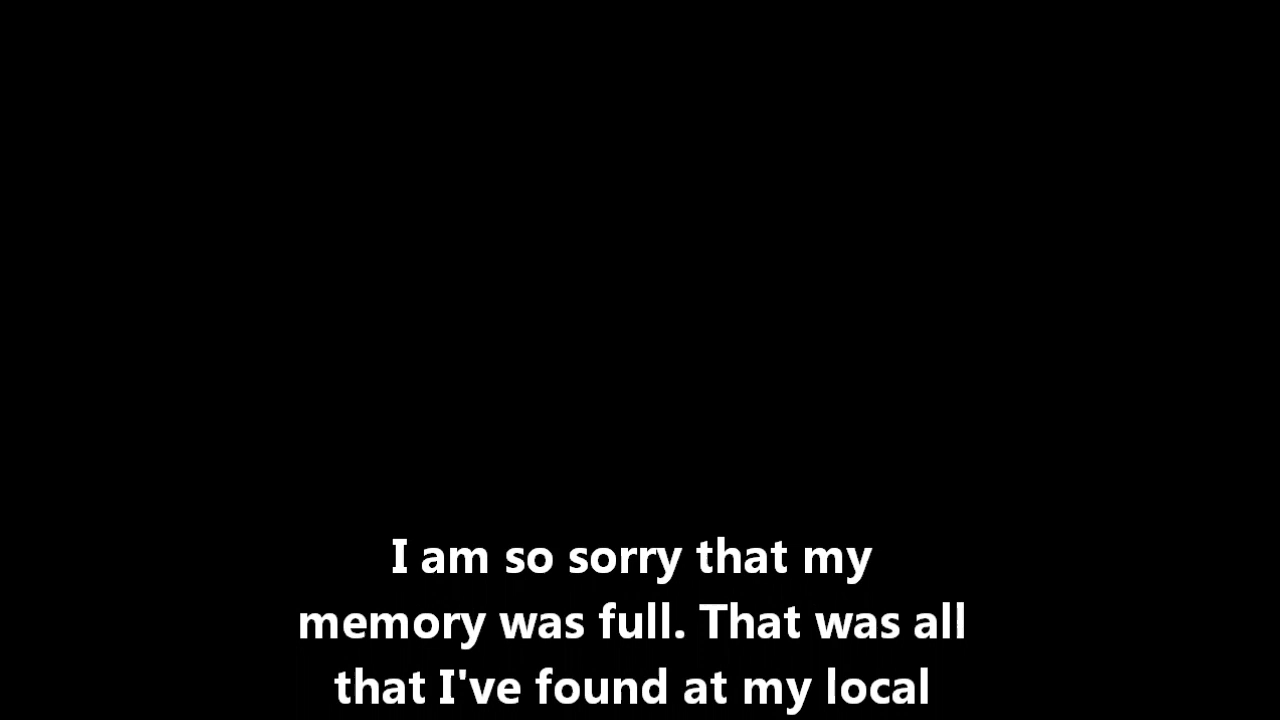 I am so sorry that my
memory was full. That was all
that I've found at my local